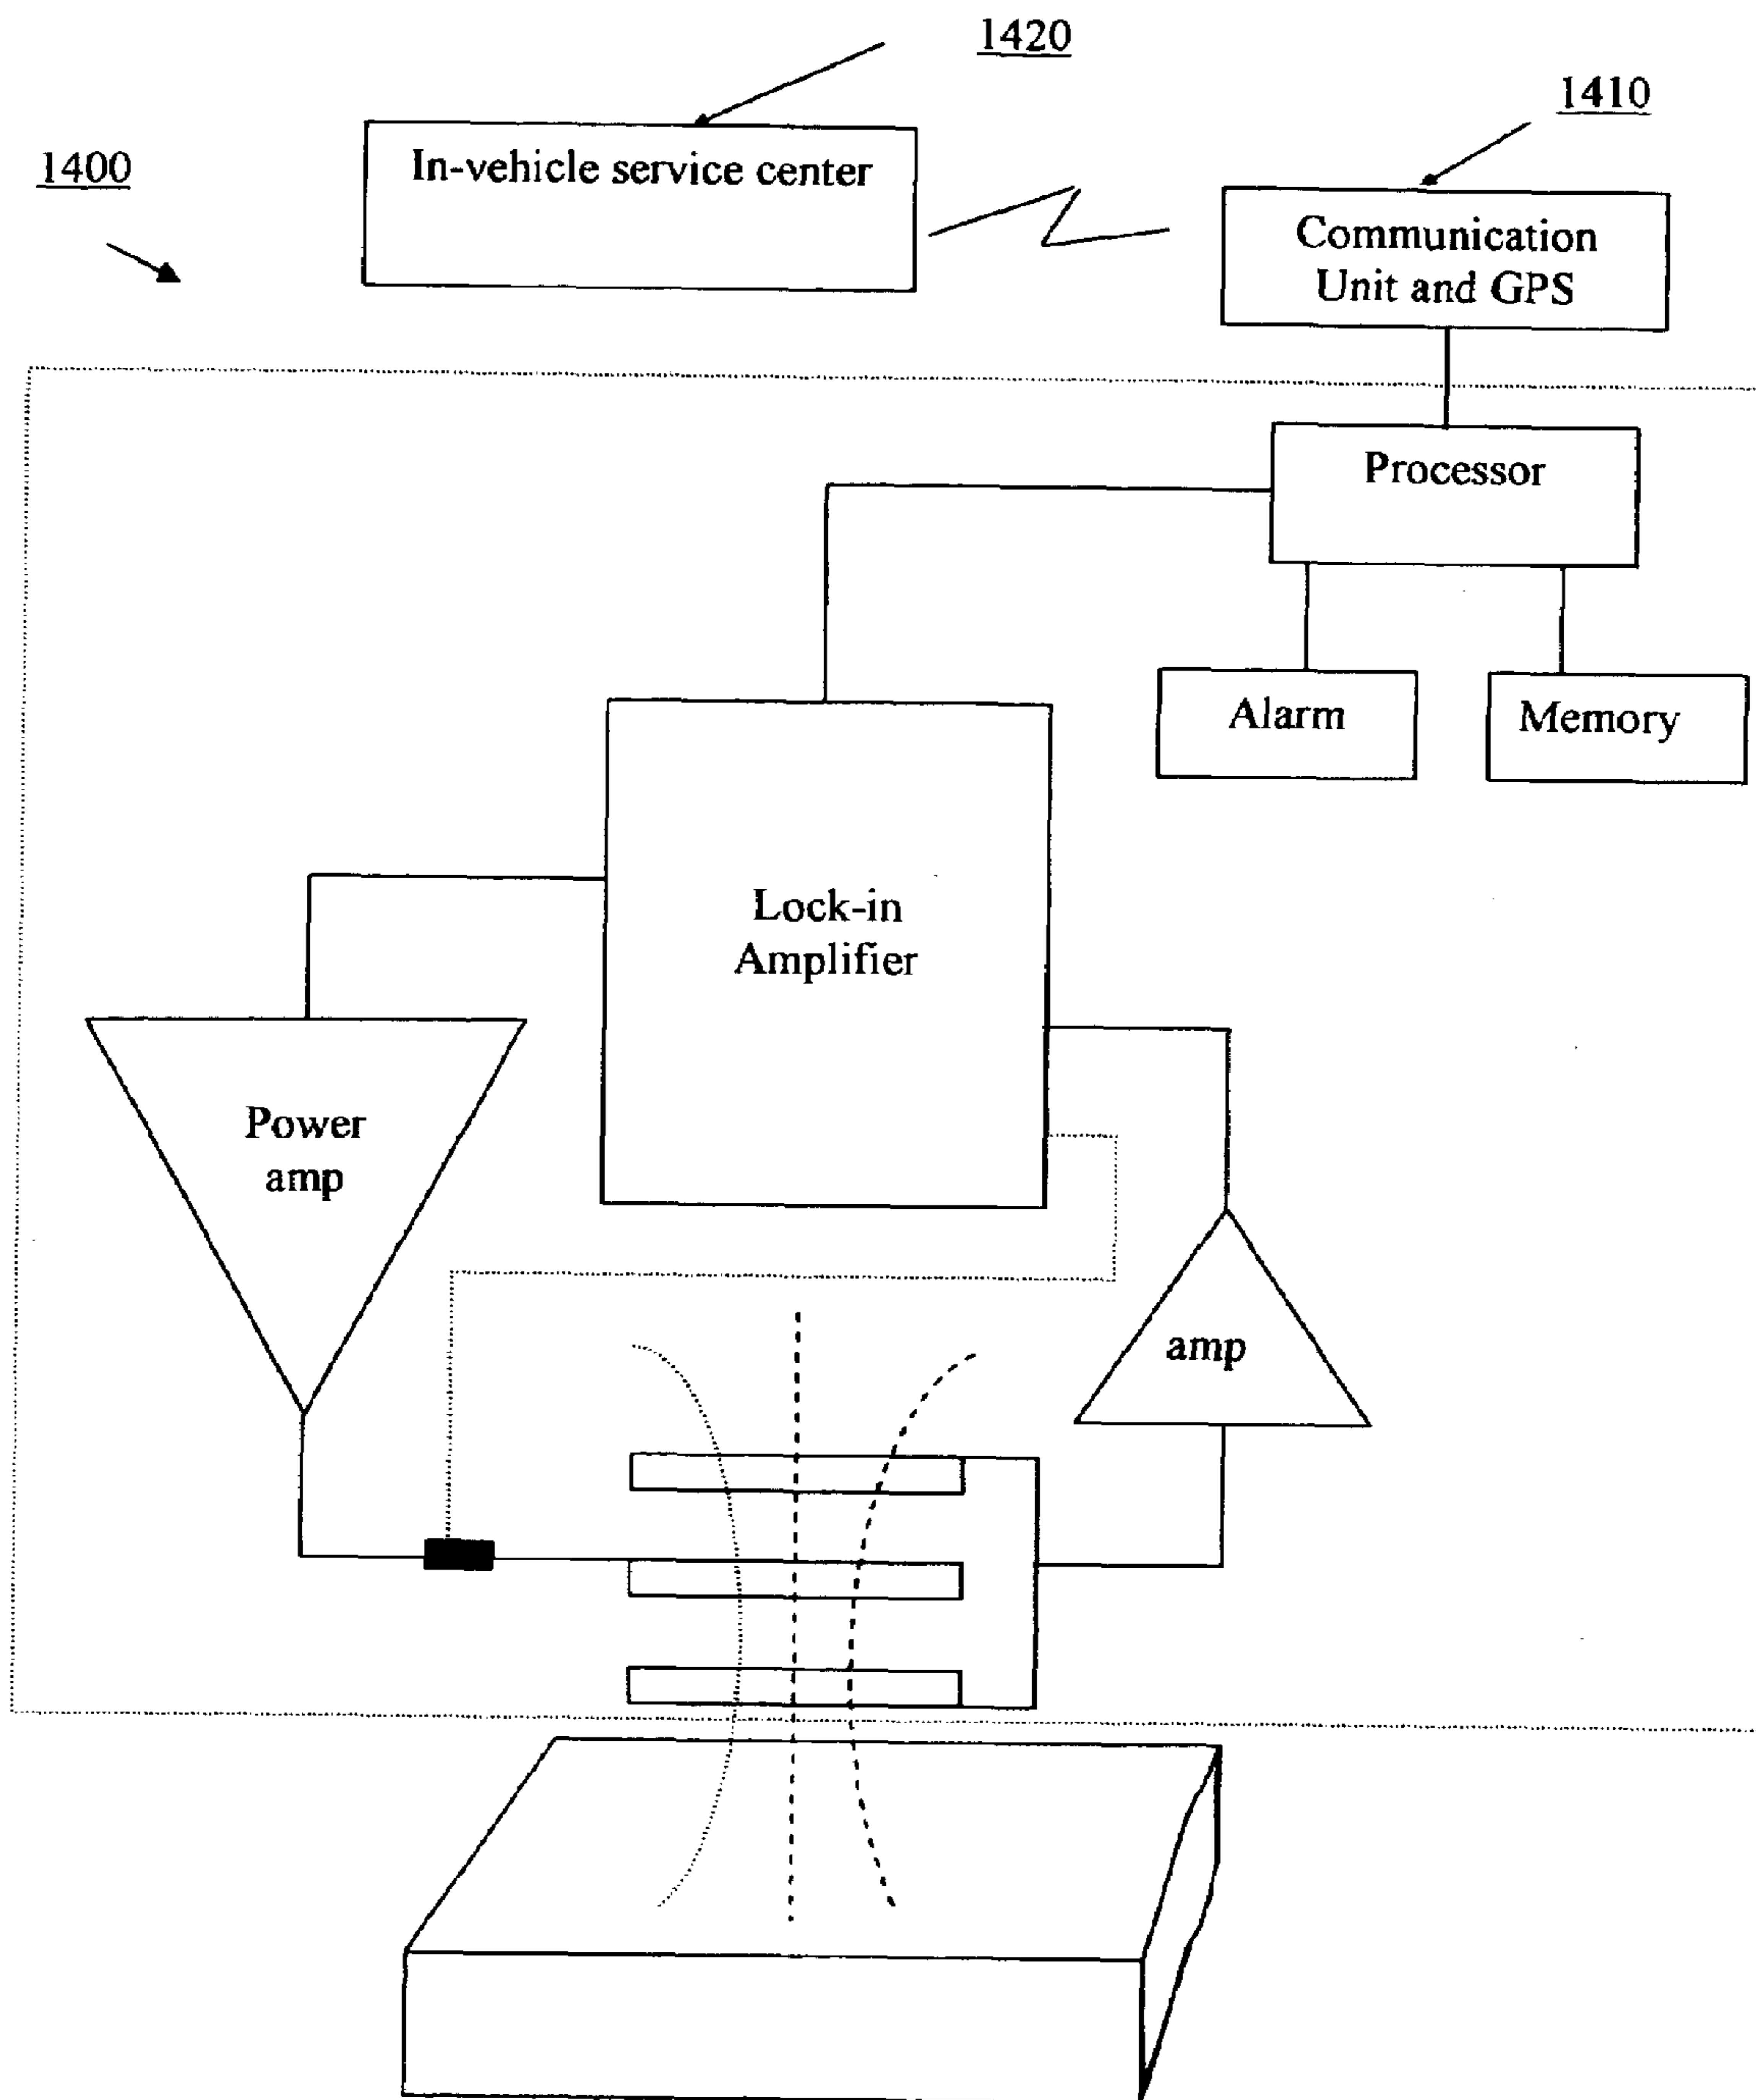 1420
1410
1400
In-vehicle service center
Communication
Unit and GPS
Processor
Alarm
Memory
Lock-in
Amplifier
Power
amp
amp